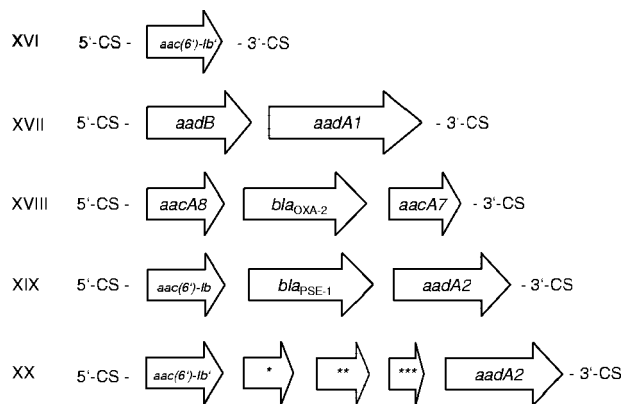 XVI 5'-CS - aac(6')-Ib' - 3'-CS
XVII 5'-CS - aadB aadA1 - 3'-CS
XVIII 5'-CS - aacA8 blaOXA-2 aacA7 - 3'-CS
XIX 5'-CS - aac(6')-Ib blaPSE-1 aadA2 - 3'-CS
XX 5'-CS - aac(6')-Ib' * ** *** aadA2 - 3'-CS